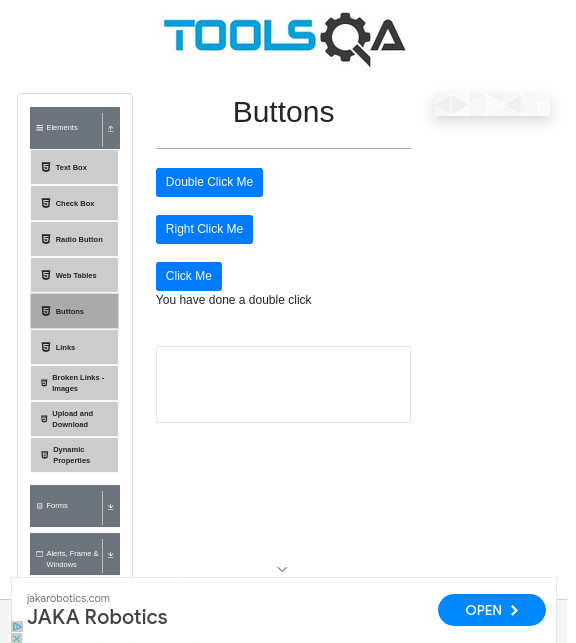 TOOLSQA
Elements
Text Box
Check Box
Radio Button
Web Tables
Buttons
Links
Broken Links -
Images
Upload and
Download
Dynamic
Properties
Forms
Alerts, Frame &
Windows
Buttons
Double Click Me
Right Click Me
Click Me
You have done a double click
jakarobotics.com
JAKA Robotics
OPEN